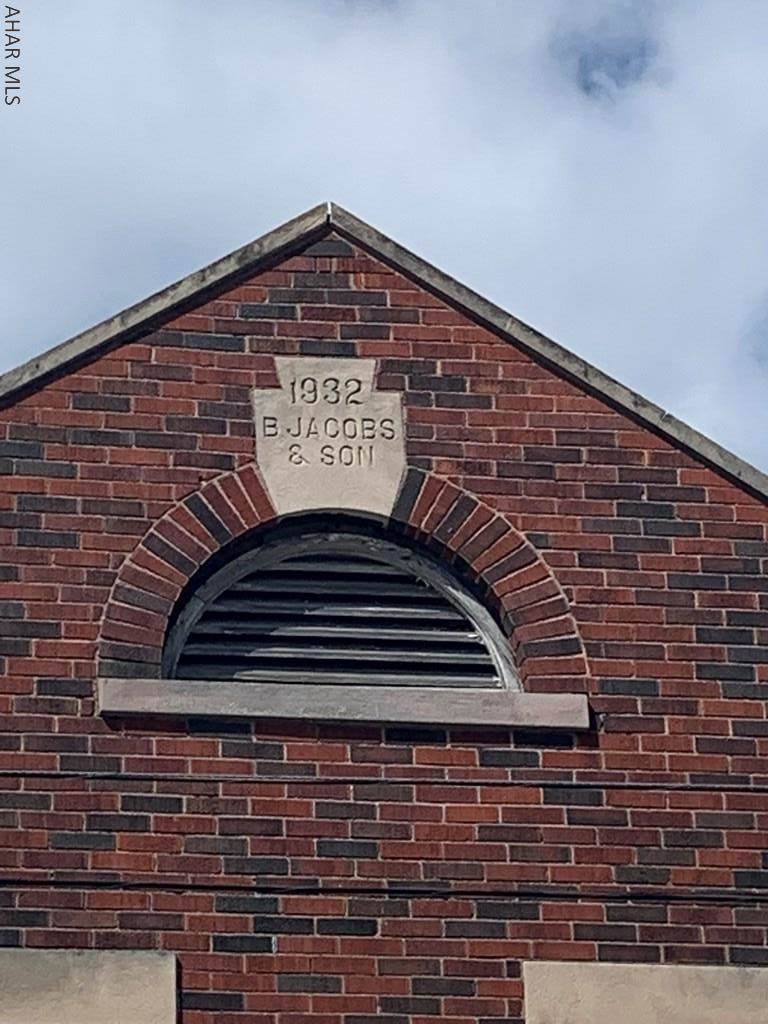 AHAR MLS
1932
B. JACOBS
& SON